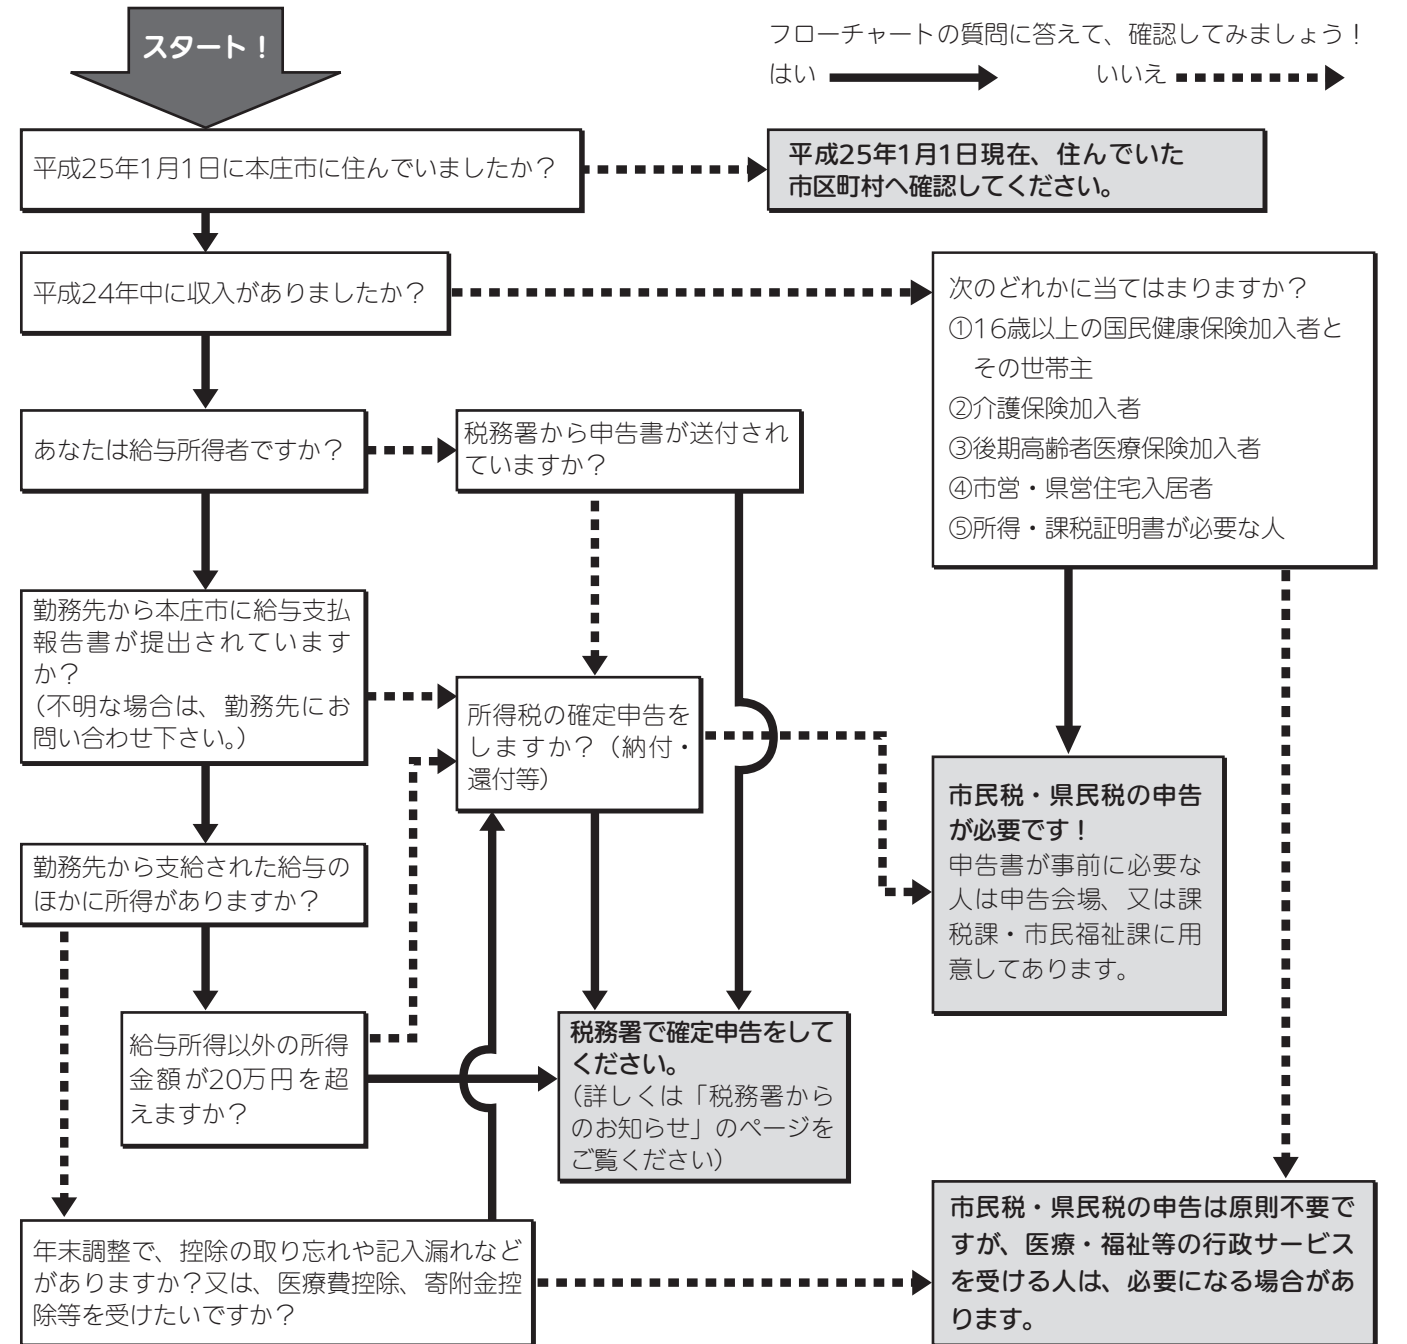 スタート！
フローチャートの質問に答えて、確認してみましょう！
はい
いいえ
平成25年1月1日に本庄市に住んでいましたか？
平成25年1月1日現在、住んでいた
市区町村へ確認してください。
平成24年中に収入がありましたか？
次のどれかに当てはまりますか？
①16歳以上の国民健康保険加入者と
その世帯主
②介護保険加入者
③後期高齢者医療保険加入者
④市営・県営住宅入居者
⑤所得・課税証明書が必要な人
あなたは給与所得者ですか？
税務署から申告書が送付され
ていますか？
勤務先から本庄市に給与支払
報告書が提出されています
か？
（不明な場合は、勤務先にお
問い合わせ下さい。）
所得税の確定申告を
しますか？（納付・
還付等）
市民税・県民税の申告
が必要です！
申告書が事前に必要な
人は申告会場、又は課
税課・市民福祉課に用
意してあります。
勤務先から支給された給与の
ほかに所得がありますか？
給与所得以外の所得
金額が20万円を超
えますか？
税務署で確定申告をして
ください。
（詳しくは「税務署から
のお知らせ」のページを
ご覧ください）
年末調整で、控除の取り忘れや記入漏れなど
がありますか？又は、医療費控除、寄附金控
除等を受けたいですか？
市民税・県民税の申告は原則不要で
すが、医療・福祉等の行政サービス
を受ける人は、必要になる場合があ
ります。